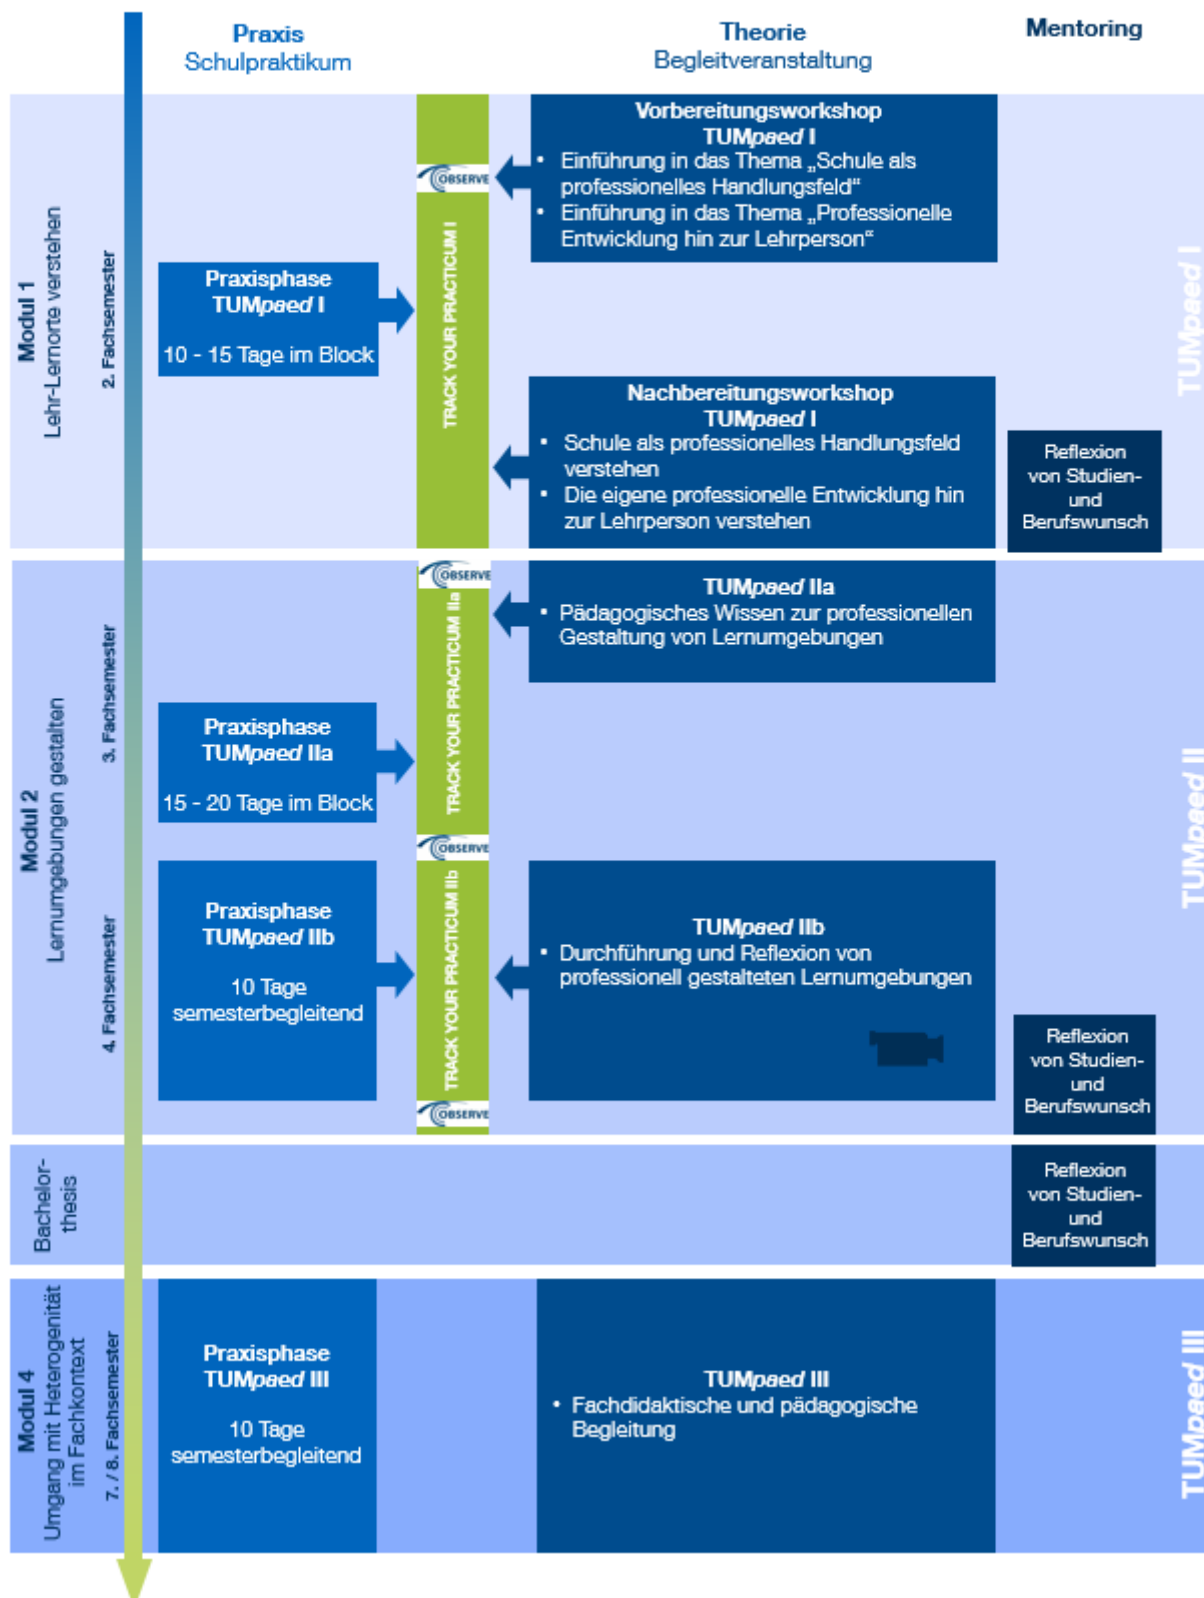 Praxis
Schulpraktikum
Theorie
Begleitveranstaltung
Mentoring
Modul 1
Lehr-Lernorte verstehen
2. Fachsemester
Vorbereitungsworkshop
TUMpaed I
• Einführung in das Thema „Schule als
professionelles Handlungsfeld“
• Einführung in das Thema „Professionelle
Entwicklung hin zur Lehrperson“
OBSERVE
TRACK YOUR PRACTICUM I
Praxisphase
TUMpaed I
10 - 15 Tage im Block
Nachbereitungsworkshop
TUMpaed I
• Schule als professionelles Handlungsfeld
verstehen
• Die eigene professionelle Entwicklung hin
zur Lehrperson verstehen
Reflexion
von Studien-
und
Berufswunsch
TUMpaed I
Modul 2
Lernumgebungen gestalten
3. Fachsemester
4. Fachsemester
OBSERVE
TRACK YOUR PRACTICUM IIa
TUMpaed IIa
• Pädagogisches Wissen zur professionellen
Gestaltung von Lernumgebungen
Praxisphase
TUMpaed IIa
15 - 20 Tage im Block
OBSERVE
TRACK YOUR PRACTICUM IIb
Praxisphase
TUMpaed IIb
10 Tage
semesterbegleitend
TUMpaed IIb
• Durchführung und Reflexion von
professionell gestalteten Lernumgebungen
OBSERVE
Reflexion
von Studien-
und
Berufswunsch
TUMpaed II
Bachelor-
thesis
Reflexion
von Studien-
und
Berufswunsch
Modul 4
Umgang mit Heterogenität
im Fachkontext
7. / 8. Fachsemester
Praxisphase
TUMpaed III
10 Tage
semesterbegleitend
TUMpaed III
• Fachdidaktische und pädagogische
Begleitung
TUMpaed III